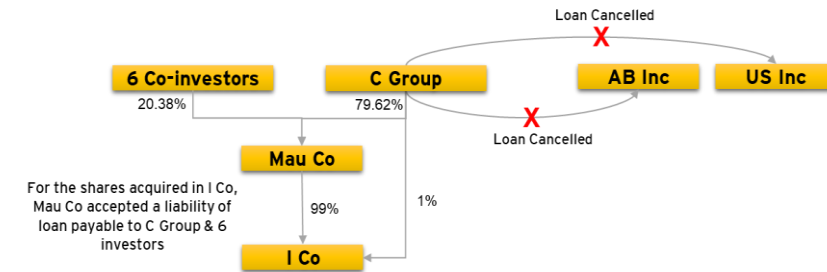 Loan Cancelled
X
6 Co-investors
C Group
AB Inc
US Inc
20.38%
79.62%
X
Loan Cancelled
Mau Co
For the shares acquired in I Co,
Mau Co accepted a liability of
loan payable to C Group & 6
investors
99%
1%
I Co